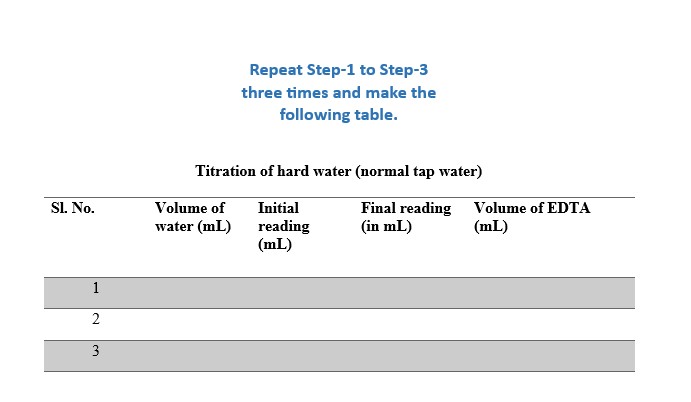 Repeat Step-1 to Step-3
three times and make the
following table.
Titration of hard water (normal tap water)
Sl. No. Volume of Initial Final reading Volume of EDTA
water (mL) reading (in mL) (mL)
(mL)
1
2
3